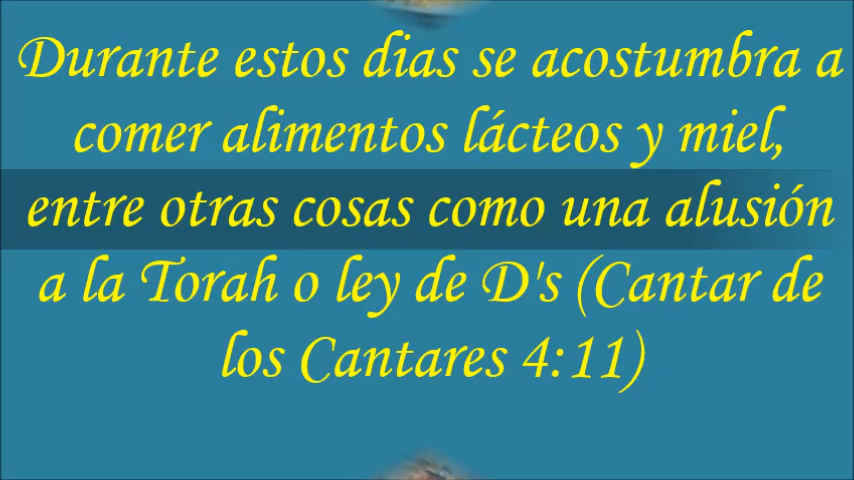 Durante estos dias se acostumbra a
comer alimentos lácteos y miel,
entre otras cosas como una alusión
a la Torah o ley de D's (Cantar de
los Cantares 4:11)